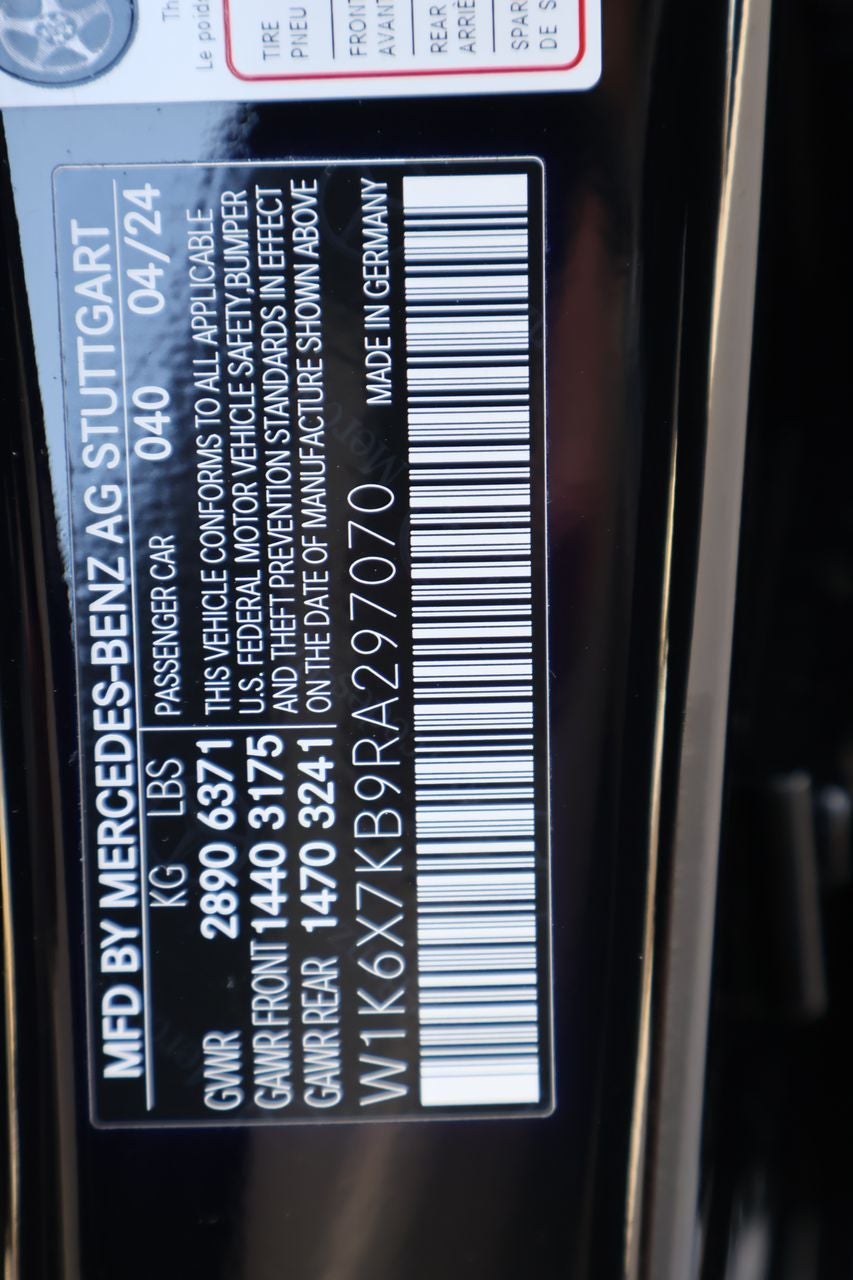 MFD BY MERCEDES-BENZ AG STUTTGART
KG LBS PASSENGER CAR 040 04/24
GVWR 2890 6371 THIS VEHICLE CONFORMS TO ALL APPLICABLE
GAWR FRONT 1440 3175 U.S. FEDERAL MOTOR VEHICLE SAFETY,BUMPER
AND THEFT PREVENTION STANDARDS IN EFFECT
GAWR REAR 1470 3241 ON THE DATE OF MANUFACTURE SHOWN ABOVE
W1K6X7KB9RA297070 MADE IN GERMANY
Th
Le poids
TIRE
PNEU
FRONT
AVANT
REAR
ARRIÈ
SPAR
DE S